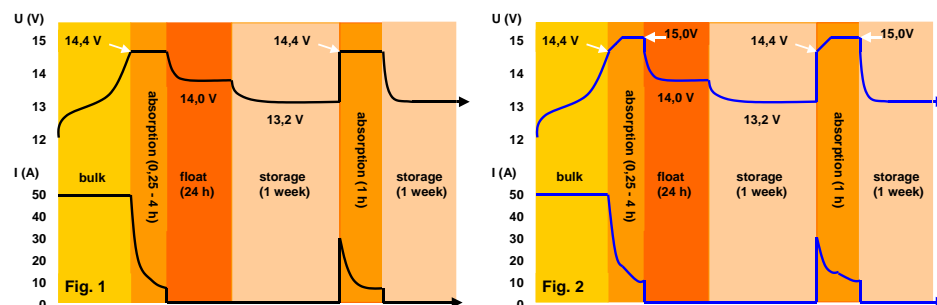 U (V)
15
14
13
12
I (A)
50
40
30
20
10
0
14,4 V
14,0 V
13,2 V
14,4 V
bulk
absorption (0,25 - 4 h)
float
(24 h)
storage
(1 week)
absorption (1 h)
storage
(1 week)
Fig. 1
U (V)
15
14
13
12
I (A)
50
40
30
20
10
0
14,4 V
15,0V
14,0 V
13,2 V
14,4 V
15,0V
bulk
absorption (0,25 - 4 h)
float
(24 h)
storage
(1 week)
absorption (1 h)
storage
(1 week)
Fig. 2